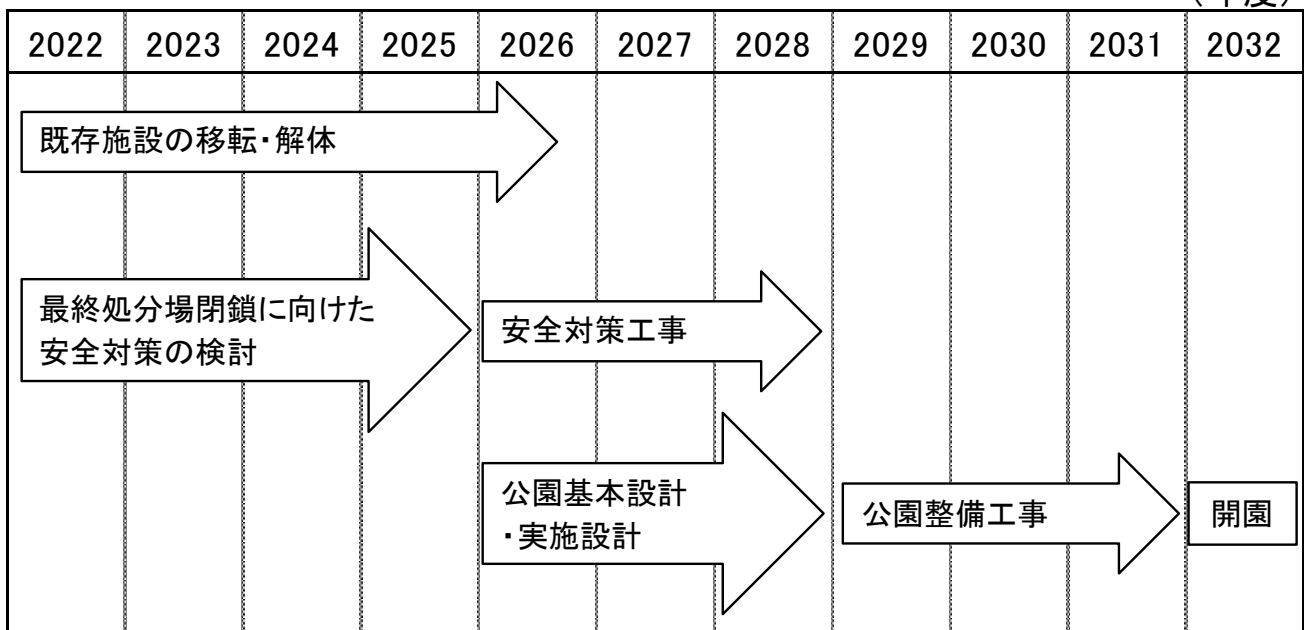 (年度)
2022 2023 2024 2025 2026 2027 2028 2029 2030 2031 2032
既存施設の移転・解体
最終処分場閉鎖に向けた
安全対策の検討
安全対策工事
公園基本設計
・実施設計
公園整備工事
開園